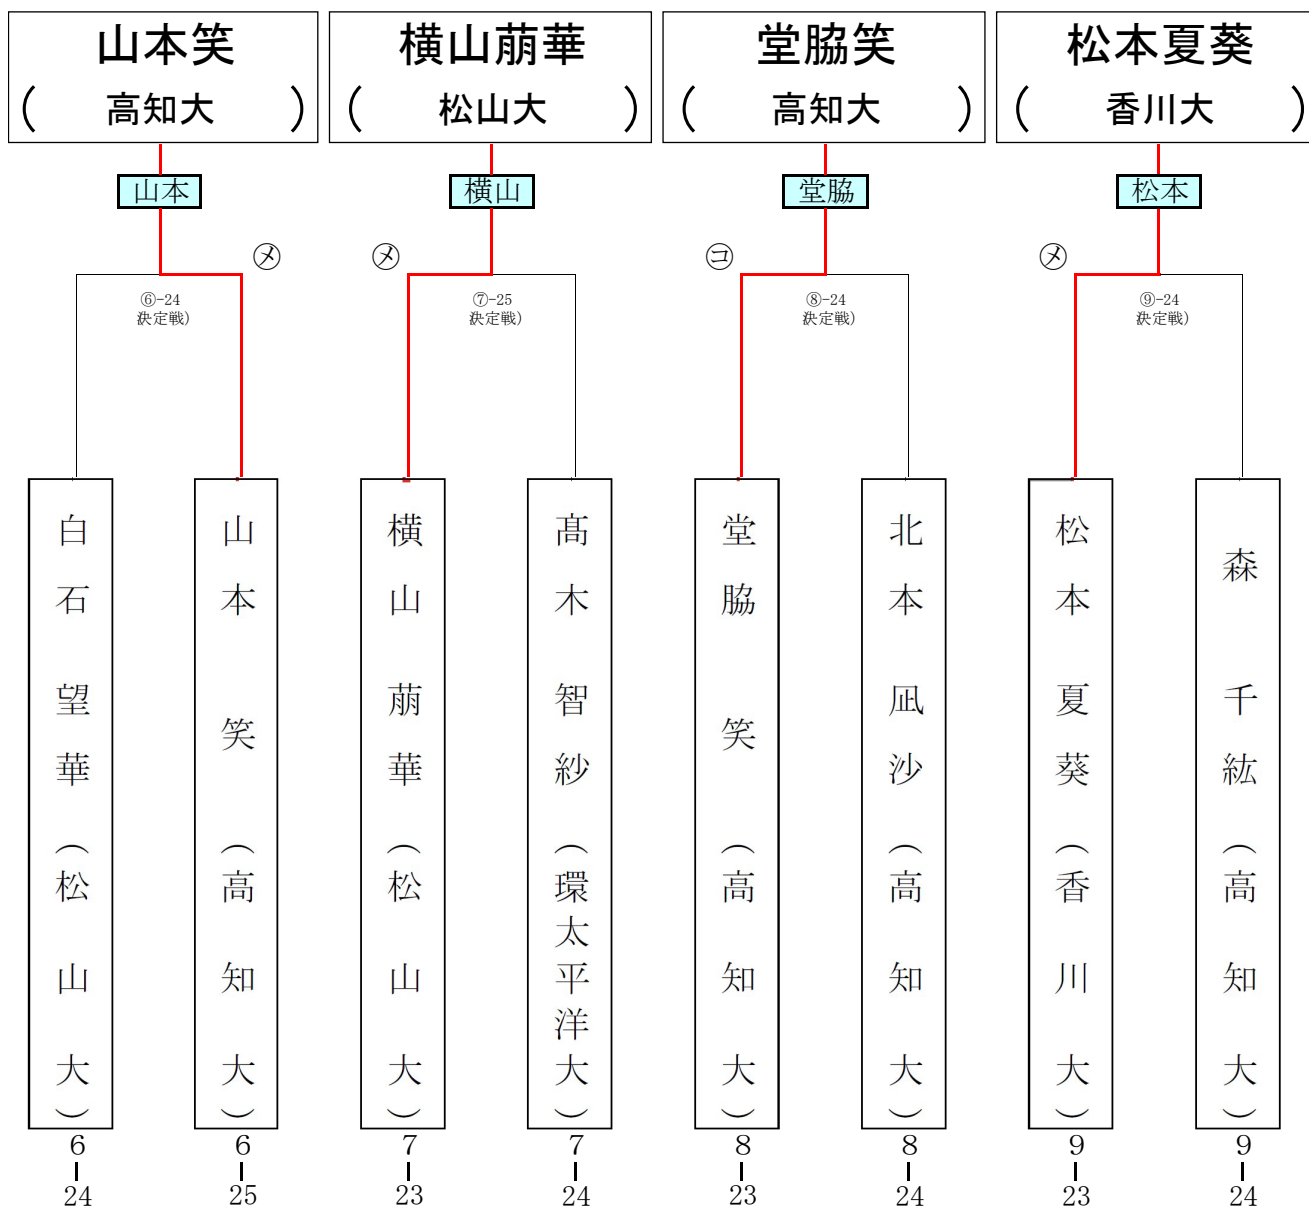 山本笑
( 高知大 )
横山萠華
( 松山大 )
堂脇笑
( 高知大 )
松本夏葵
( 香川大 )
山本
横山
堂脇
松本
㋱
㋱
㋙
㋱
⑥-24
決定戦)
⑦-25
決定戦)
⑧-24
決定戦)
⑨-24
決定戦)
白石望華(松山大)
山本笑(高知大)
横山萠華(松山大)
髙木智紗(環太平洋大)
堂脇笑(高知大)
北本凪沙(高知大)
松本夏葵(香川大)
森千紘(高知大)
6
24
6
25
7
23
7
24
8
23
8
24
9
23
9
24